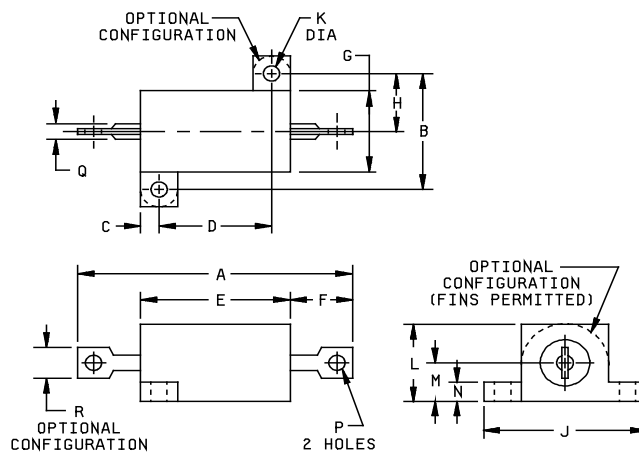 OPTIONAL
CONFIGURATION
K
DIA
G
H
B
Q
C
D
A
E
F
OPTIONAL
CONFIGURATION
(FINS PERMITTED)
L
M
N
J
R
OPTIONAL
CONFIGURATION
P
2 HOLES